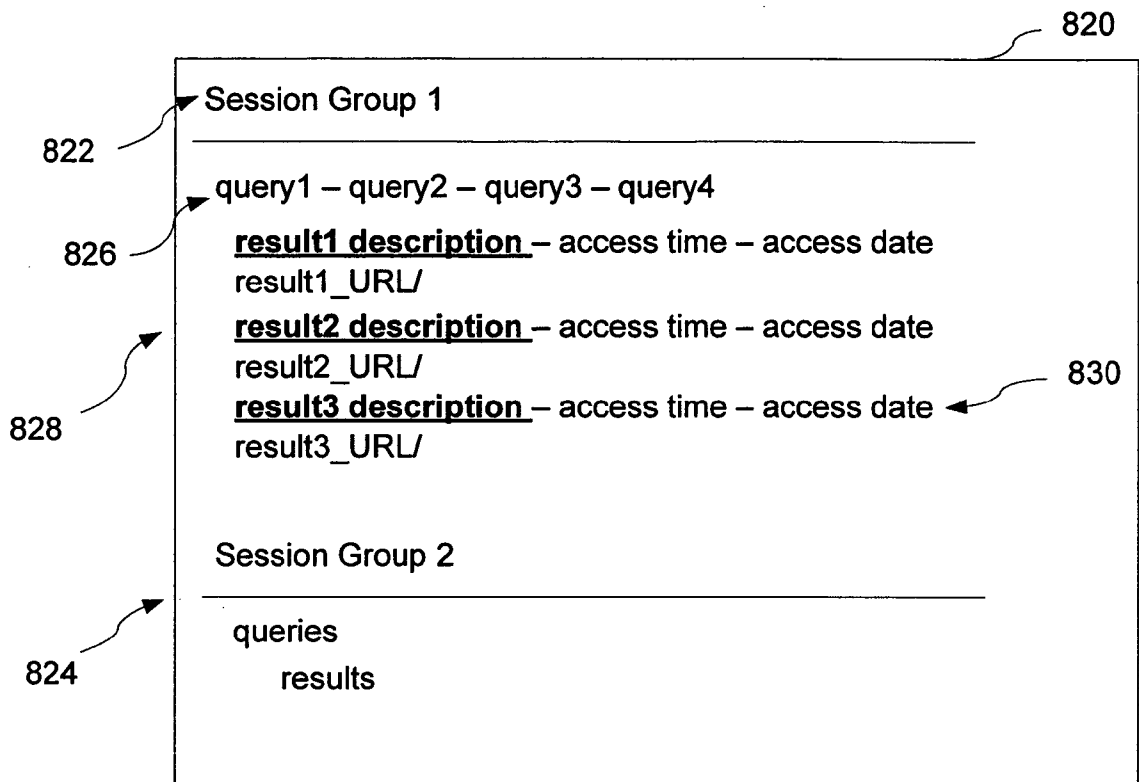 820
Session Group 1
822
query1 – query2 – query3 – query4
826
result1 description – access time – access date
result1_URL/
result2 description – access time – access date
result2_URL/
830
result3 description – access time – access date
828
result3_URL/
Session Group 2
queries
824
results